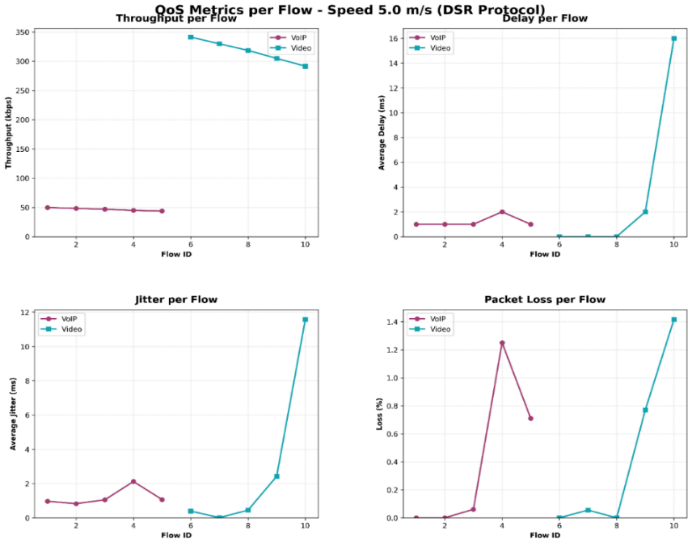 QoS Metrics per Flow - Speed 5.0 m/s (DSR Protocol)
Throughput per Flow
350
300
250
200
150
100
50
0
Throughput (kbps)
VoIP
Video
2
4
6
8
10
Flow ID
Delay per Flow
16
14
12
10
8
6
4
2
0
Average Delay (ms)
VoIP
Video
2
4
6
8
10
Flow ID
Jitter per Flow
12
10
8
6
4
2
0
Average Jitter (ms)
VoIP
Video
2
4
6
8
10
Flow ID
Packet Loss per Flow
1.4
1.2
1.0
0.8
0.6
0.4
0.2
0.0
Loss (%)
VoIP
Video
2
4
6
8
10
Flow ID